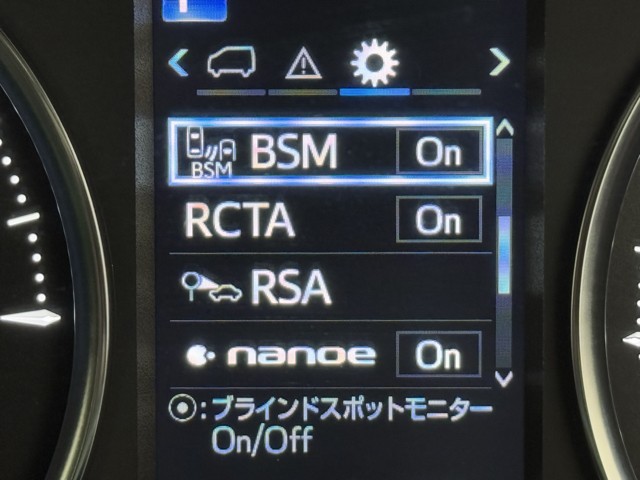 BSM BSM On
RCTA On
RSA
nanoe On
⦿:ブラインドスポットモニター
On/Off